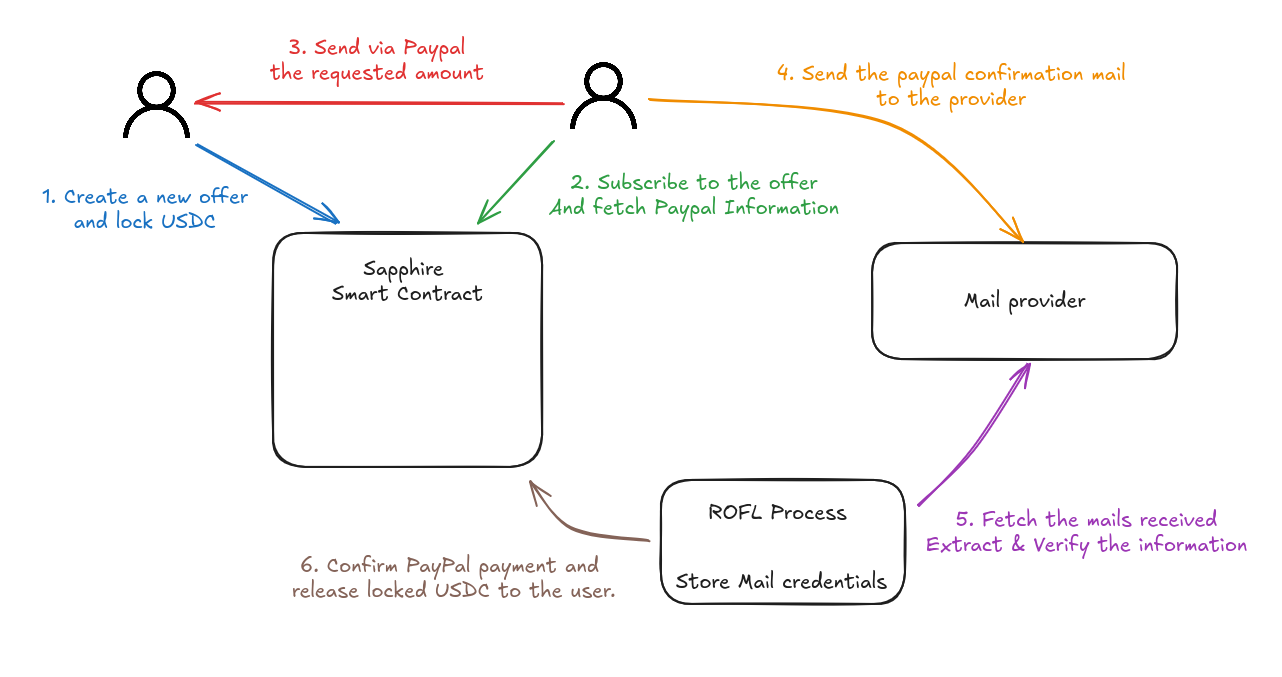 3. Send via Paypal
the requested amount
4. Send the paypal confirmation mail
to the provider
1. Create a new offer
and lock USDC
2. Subscribe to the offer
And fetch Paypal Information
Sapphire
Smart Contract
Mail provider
ROFL Process
Store Mail credentials
5. Fetch the mails received
Extract & Verify the information
6. Confirm PayPal payment and
release locked USDC to the user.